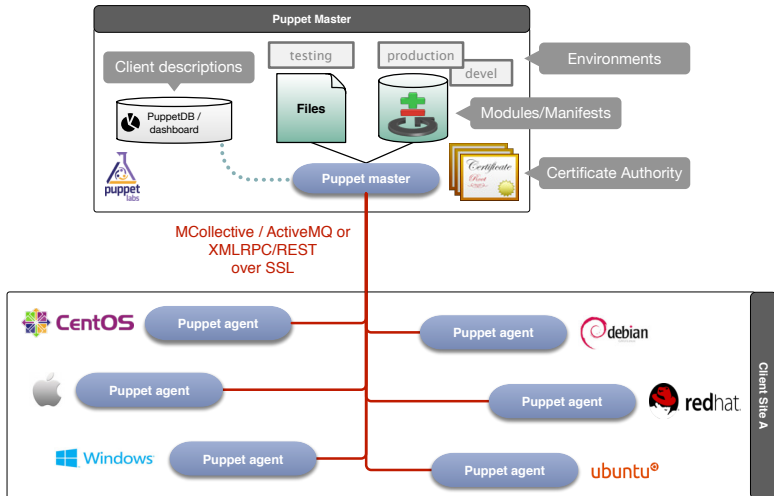 Puppet Master
testing
production
devel
Environments
Client descriptions
PuppetDB /
dashboard
Files
Modules/Manifests
puppet
labs
Puppet master
Certificate
Root
Certificate Authority
MCollective / ActiveMQ or
XMLRPC/REST
over SSL
CentOS
Puppet agent
Puppet agent
debian
Puppet agent
Puppet agent
redhat.
Windows
Puppet agent
Puppet agent
ubuntu
Client Site A